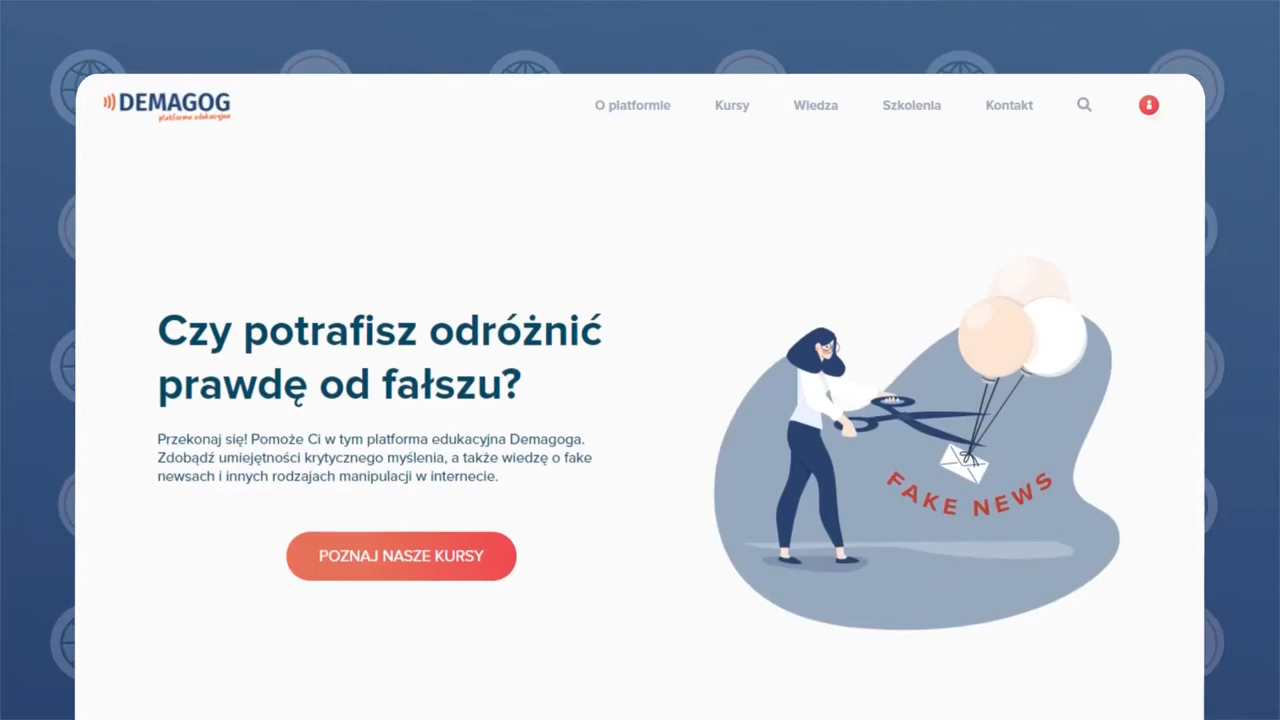 DEMAGOG
platforma edukacyjna
O platformie
Kursy
Wiedza
Szkolenia
Kontakt
Czy potrafisz odróżnić
prawdę od fałszu?
Przekonaj się! Pomoże Ci w tym platforma edukacyjna Demagoga.
Zdobądź umiejętności krytycznego myślenia, a także wiedzę o fake
newsach i innych rodzajach manipulacji w internecie.
POZNAJ NASZE KURSY
FAKE NEWS